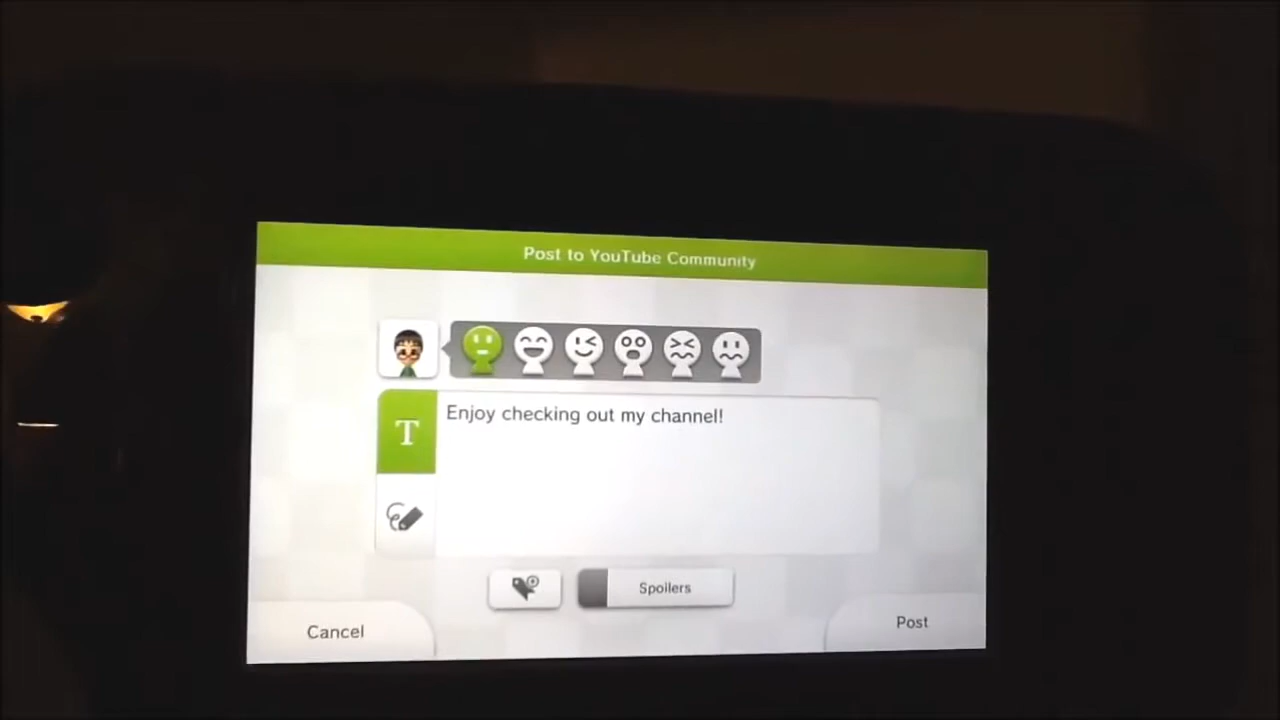 Post to YouTube Community
T
Enjoy checking out my channel!
Spoilers
Cancel
Post